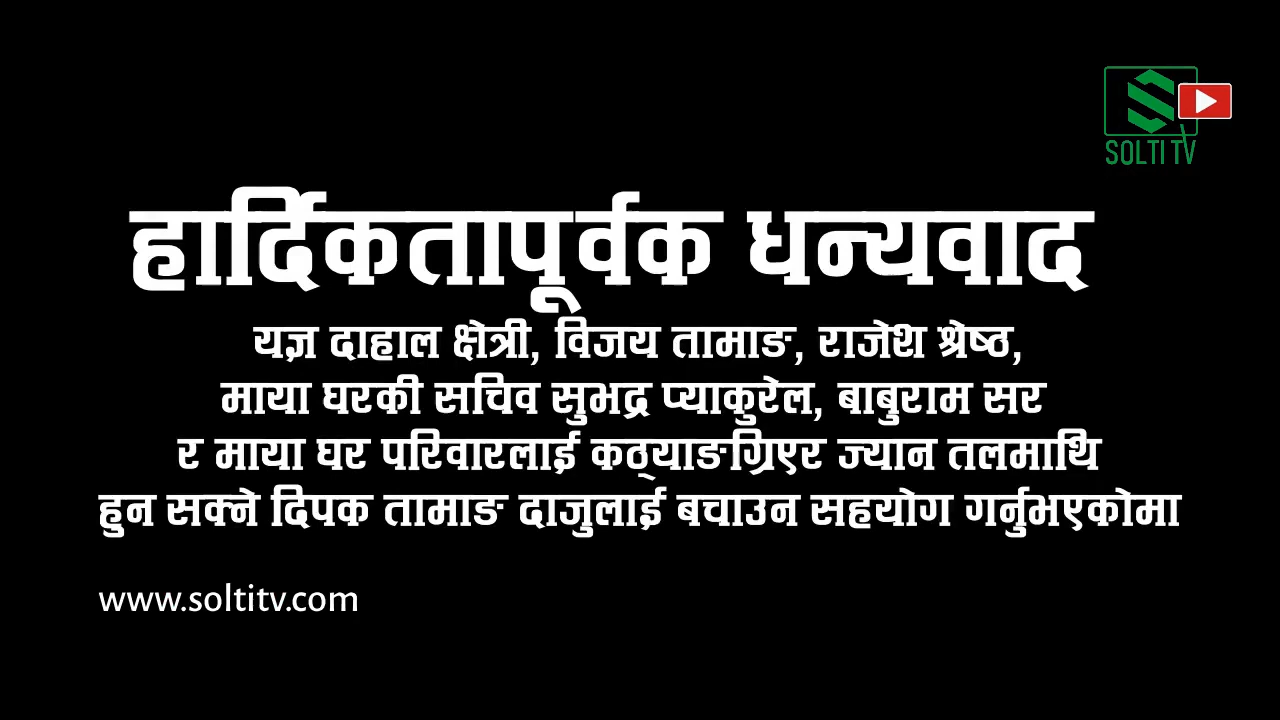 SOLTI TV
हार्दिकतापूर्वक धन्यवाद
यज्ञ दाहाल क्षेत्री, विजय तामाङ, राजेश श्रेष्ठ,
माया घरकी सचिव सुभद्र प्याकुरेल, बाबुराम सर
र माया घर परिवारलाई कठ्याङग्रिएर ज्यान तलमाथि
हुन सक्ने दिपक तामाङ दाजुलाई बचाउन सहयोग गर्नुभएकोमा
www.soltitv.com